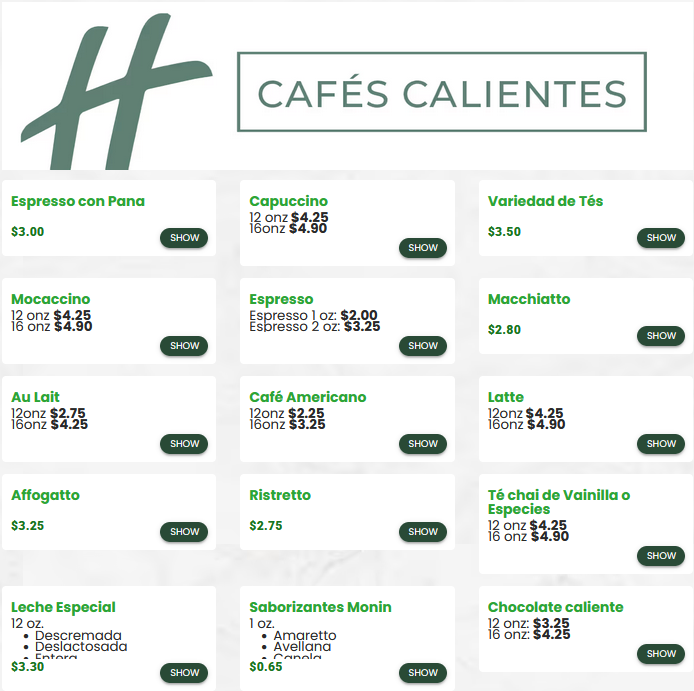 H
CAFÉS CALIENTES
Espresso con Pana
$3.00
SHOW
Capuccino
12 onz $4.25
16onz $4.90
SHOW
Variedad de Tés
$3.50
SHOW
Mocaccino
12 onz $4.25
16 onz $4.90
SHOW
Espresso
Espresso 1 oz: $2.00
Espresso 2 oz: $3.25
SHOW
Macchiatto
$2.80
SHOW
Au Lait
12onz $2.75
16onz $4.25
SHOW
Café Americano
12onz $2.25
16onz $3.25
SHOW
Latte
12onz $4.25
16onz $4.90
SHOW
Affogatto
$3.25
SHOW
Ristretto
$2.75
SHOW
Té chai de Vainilla o
Especies
12 onz $4.25
16 onz $4.90
SHOW
Leche Especial
12 oz.
• Descremada
• Deslactosada
• Entera
$3.30
SHOW
Saborizantes Monin
1 oz.
• Amaretto
• Avellana
• Canela
$0.65
SHOW
Chocolate caliente
12 onz: $3.25
16 onz: $4.25
SHOW